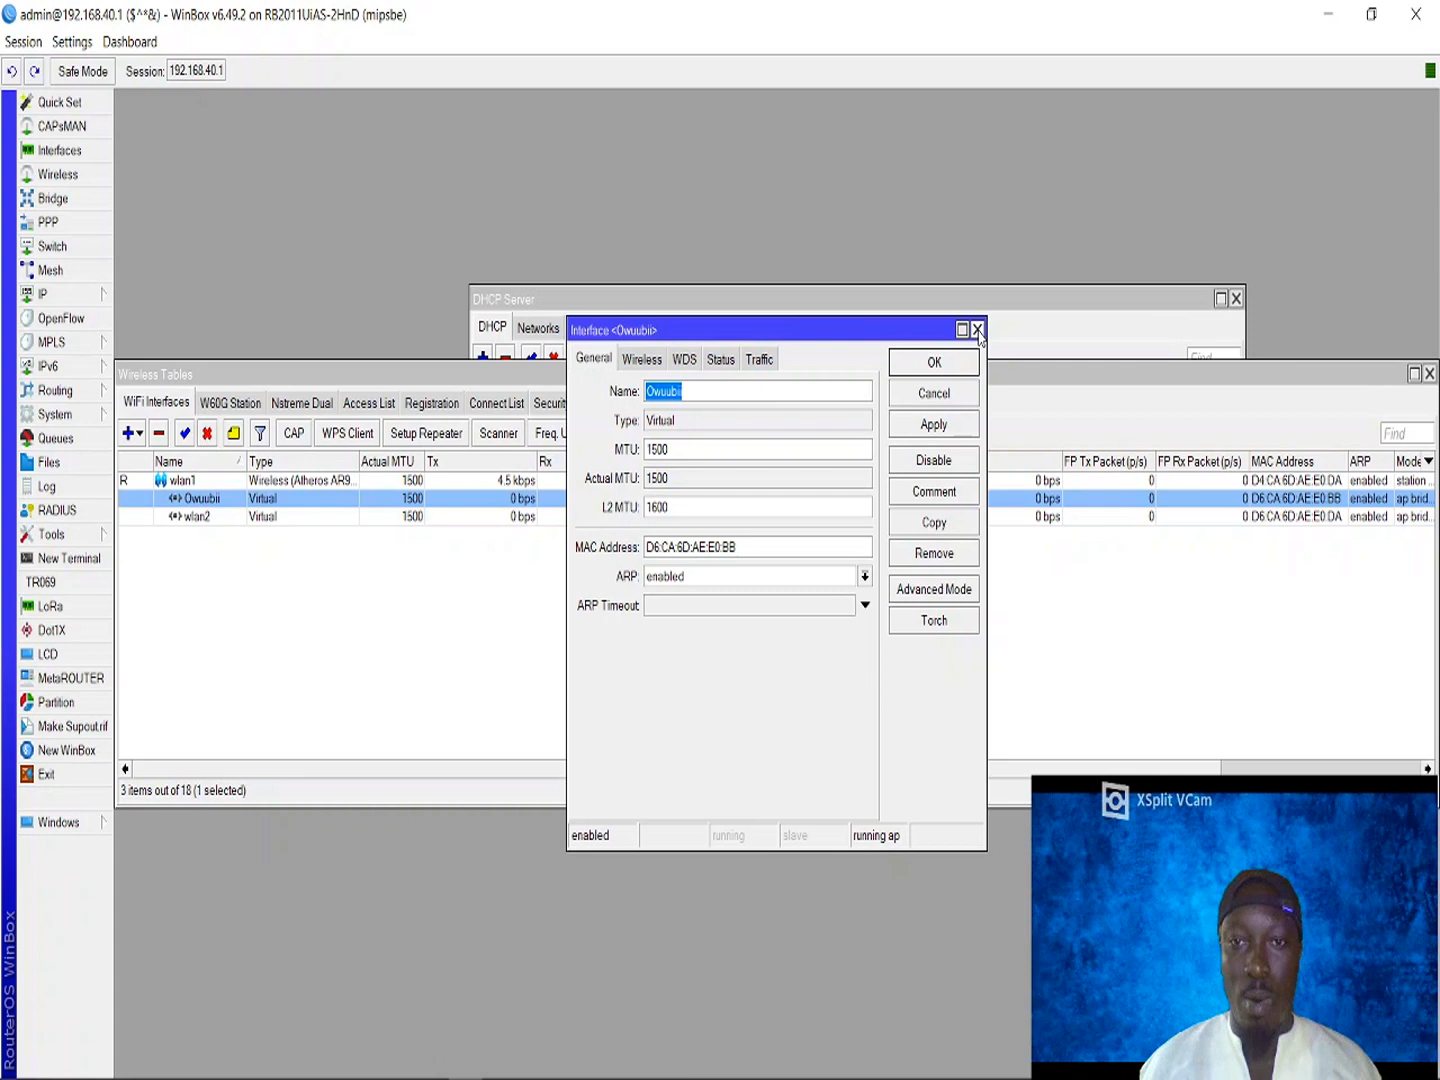 admin@192.168.40.1 ($^*&) - WinBox v6.49.2 on RB2011UiAS-2HnD (mipsbe)
Session Settings Dashboard
Safe Mode Session: 192.168.40.1
Quick Set
CAPsMAN
Interfaces
Wireless
Bridge
PPP
Switch
Mesh
IP
OpenFlow
MPLS
IPv6
Routing
System
Queues
Files
Log
RADIUS
Tools
New Terminal
TR069
LoRa
Dot1X
LCD
MetaROUTER
Partition
Make Supout.rif
New WinBox
Exit
Windows
RouterOS WinBox
DHCP Server
DHCP Networks
Find
Wireless Tables
WiFi Interfaces W60G Station Nstreme Dual Access List Registration Connect List Securit
CAP WPS Client Setup Repeater Scanner Freq. U
Find
Name Type Actual MTU Tx Rx FP Tx Packet (p/s) FP Rx Packet (p/s) MAC Address ARP Mode
R wlan1 Wireless (Atheros AR9... 1500 4.5 kbps 0 bps 0 0 D4:CA:6D:AE:E0:DA enabled station
Owuubii Virtual 1500 0 bps 0 bps 0 0 D6:CA:6D:AE:E0:BB enabled ap brid...
wlan2 Virtual 1500 0 bps 0 bps 0 0 D6:CA:6D:AE:E0:DA enabled ap brid...
3 items out of 18 (1 selected)
Interface <Owuubii>
General Wireless WDS Status Traffic
Name: Owuubii
Type: Virtual
MTU: 1500
Actual MTU: 1500
L2 MTU: 1600
MAC Address: D6:CA:6D:AE:E0:BB
ARP: enabled
ARP Timeout:
OK
Cancel
Apply
Disable
Comment
Copy
Remove
Advanced Mode
Torch
enabled running slave running ap
XSplit VCam